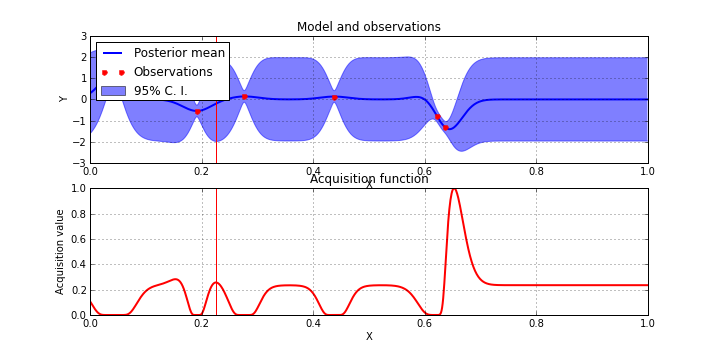 Model and observations
3
2
1
0
−1
−2
−3
Y
Posterior mean
Observations
95% C. I.
0.0 0.2 0.4 0.6 0.8 1.0
X
Acquisition function
1.0
0.8
0.6
0.4
0.2
0.0
Acquisition value
0.0 0.2 0.4 0.6 0.8 1.0
X